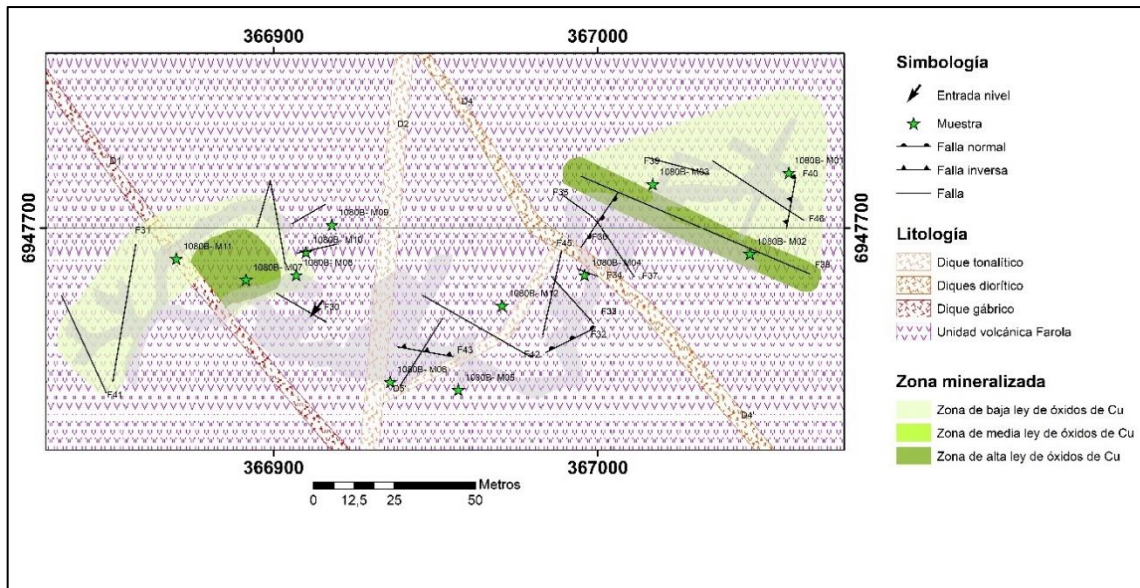 366900
367000
6947700
6947700
D1
D2
D4
F39
1080B- M01
1080B- M03
F40
F35
1080B- M09
F46
F31
F36
1080B- M10
F45
1080B- M11
1080B- M02
1080B- M08
1080B- M04
1080B- M07
F34
F37
F38
F30
1080B- M12
F33
F32
F43
F42
1080B- M06
D5
1080B- M05
F41
D4'
366900
367000
Metros
0
12,5
25
50
Simbología
Entrada nivel
Muestra
Falla normal
Falla inversa
Falla
Litología
Dique tonalítico
Diques diorítico
Dique gábrico
Unidad volcánica Farola
Zona mineralizada
Zona de baja ley de óxidos de Cu
Zona de media ley de óxidos de Cu
Zona de alta ley de óxidos de Cu